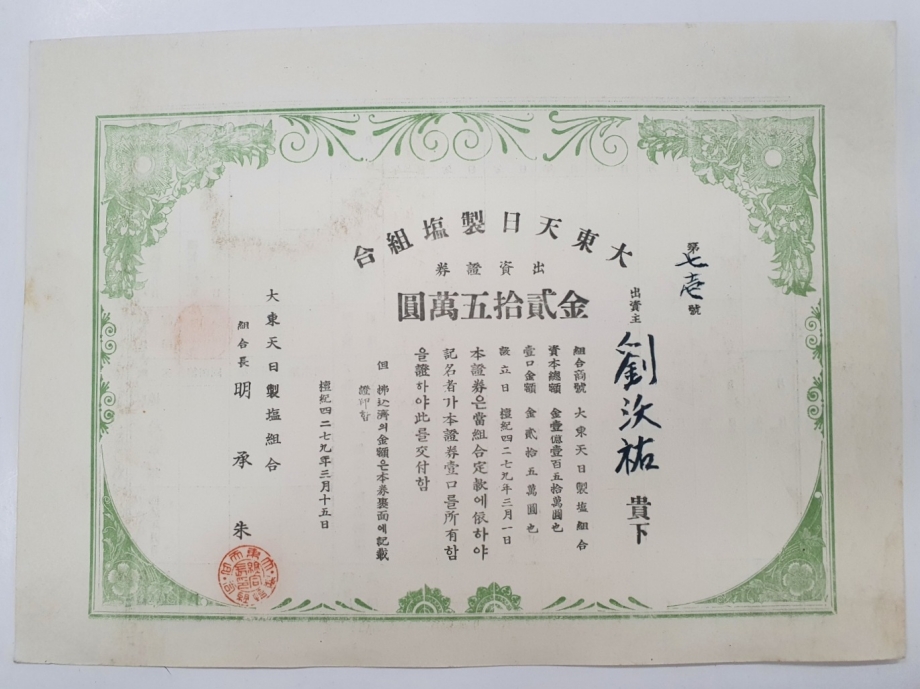 第七壱號
大東天日製塩組合
出資證券
金貳拾五萬圓
出資主 劉汶祐 貴下
組合商號 大東天日製塩組合
資本總額 金壹億壹百五拾萬圓也
壹口金額 金貳拾五萬圓也
設立日 檀紀四二七九年三月一日
本證券은當組合定款에依하야
記名者가本證券壹口를所有함
을證하야此를交付함
但 拂込濟의金額은本券裏面에記載
證印함
檀紀四二七九年三月十五日
大東天日製塩組合
組合長 明承朱